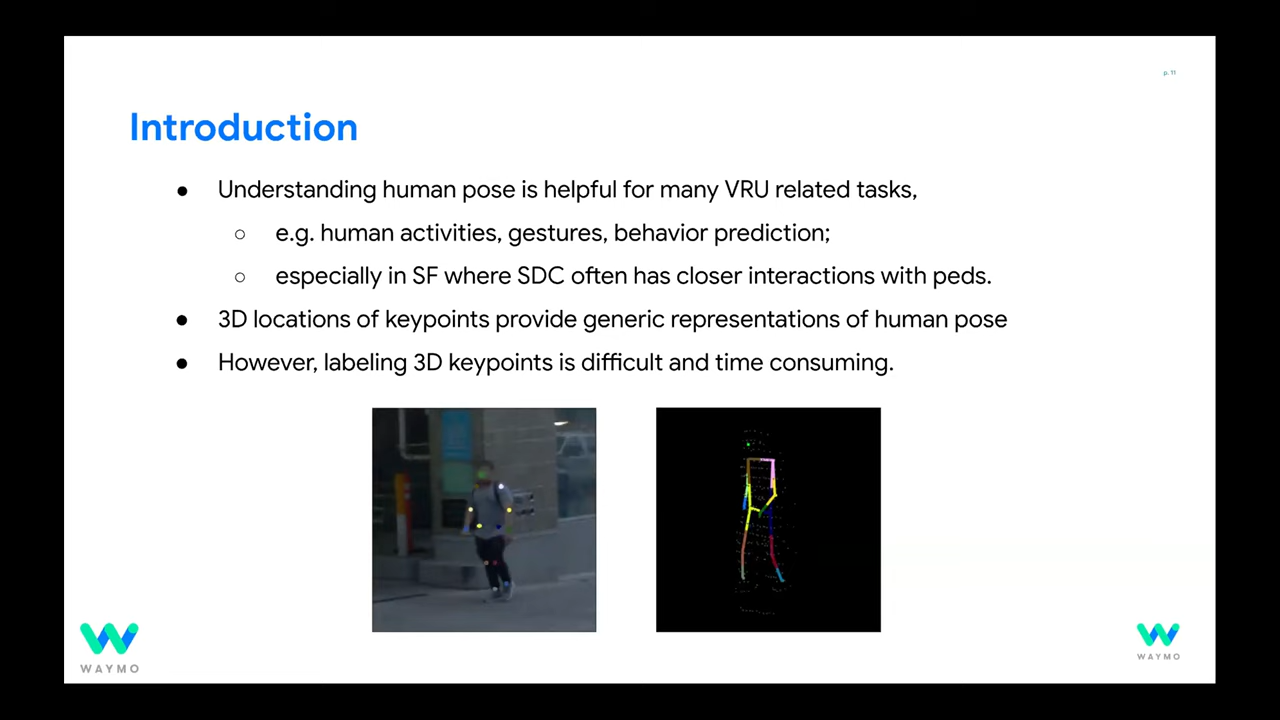 p. 11
Introduction
● Understanding human pose is helpful for many VRU related tasks,
○ e.g. human activities, gestures, behavior prediction;
○ especially in SF where SDC often has closer interactions with peds.
● 3D locations of keypoints provide generic representations of human pose
● However, labeling 3D keypoints is difficult and time consuming.
WAYMO
WAYMO